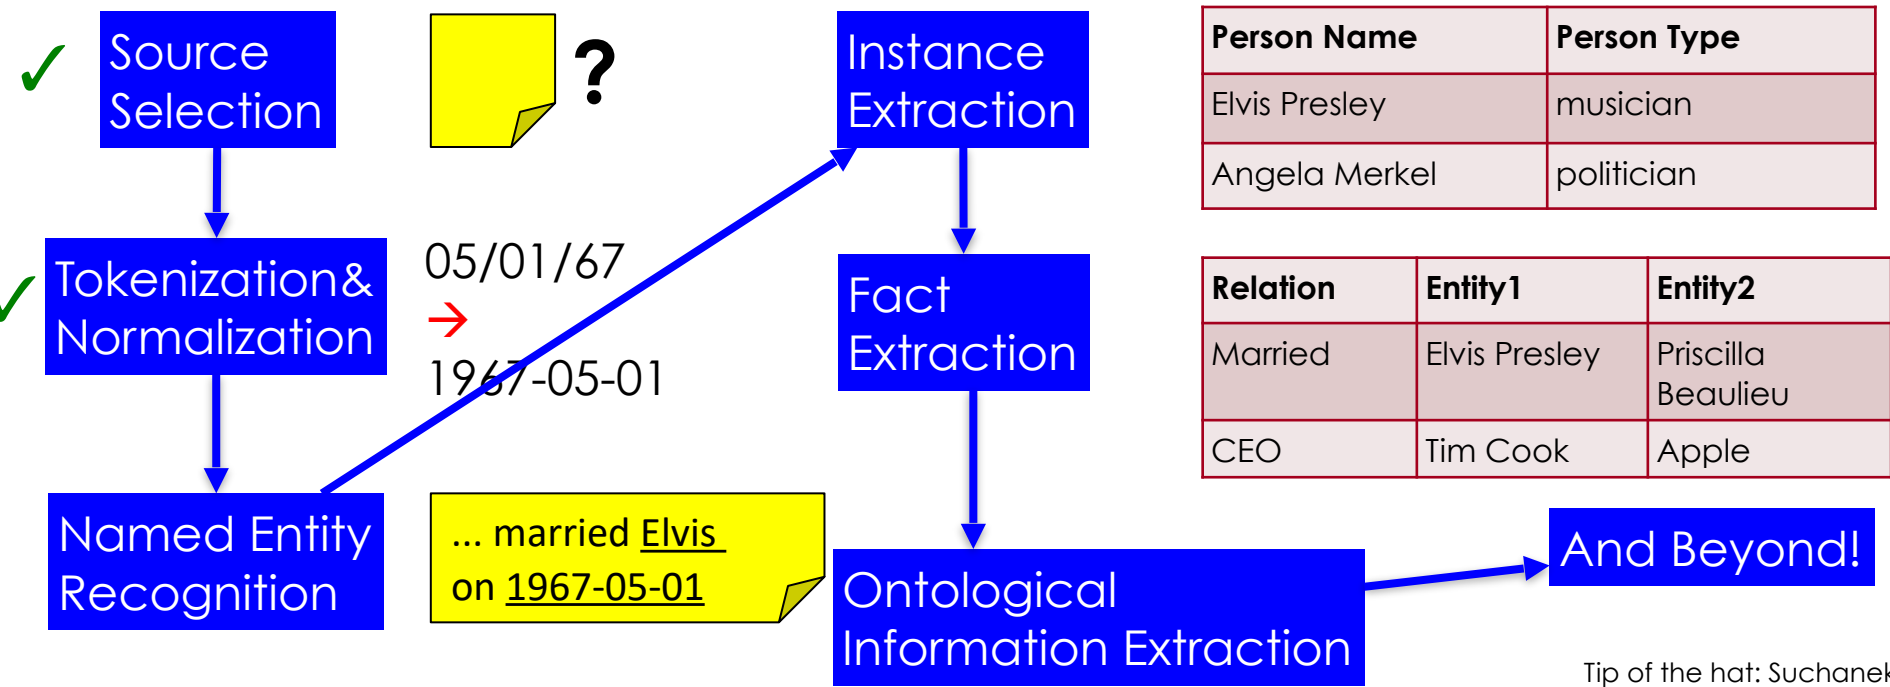 ✓
Source
Selection
?
✓
Tokenization&
Normalization
05/01/67
→
1967-05-01
Named Entity
Recognition
... married Elvis
on 1967-05-01
Instance
Extraction
Person Name Person Type
Elvis Presley musician
Angela Merkel politician
Fact
Extraction
Relation Entity1 Entity2
Married Elvis Presley Priscilla
Beaulieu
CEO Tim Cook Apple
Ontological
Information Extraction
And Beyond!
Tip of the hat: Suchanek